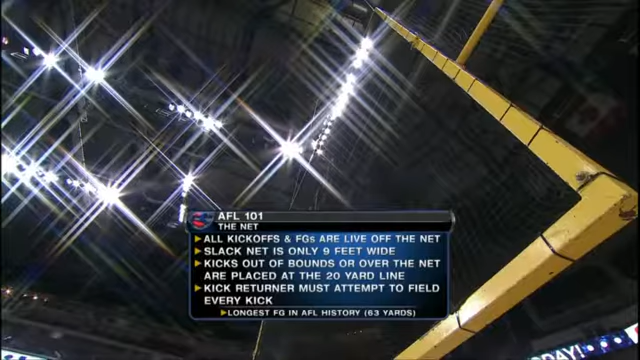 AFL 101
THE NET
ALL KICKOFFS & FGs ARE LIVE OFF THE NET
SLACK NET IS ONLY 9 FEET WIDE
KICKS OUT OF BOUNDS OR OVER THE NET
ARE PLACED AT THE 20 YARD LINE
KICK RETURNER MUST ATTEMPT TO FIELD
EVERY KICK
LONGEST FG IN AFL HISTORY (63 YARDS)